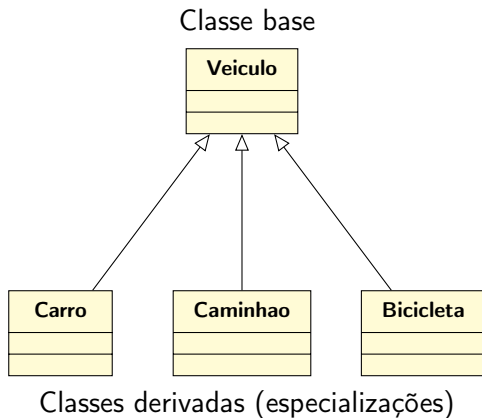 Classe base
Veiculo
Carro Caminhao Bicicleta
Classes derivadas (especializações)